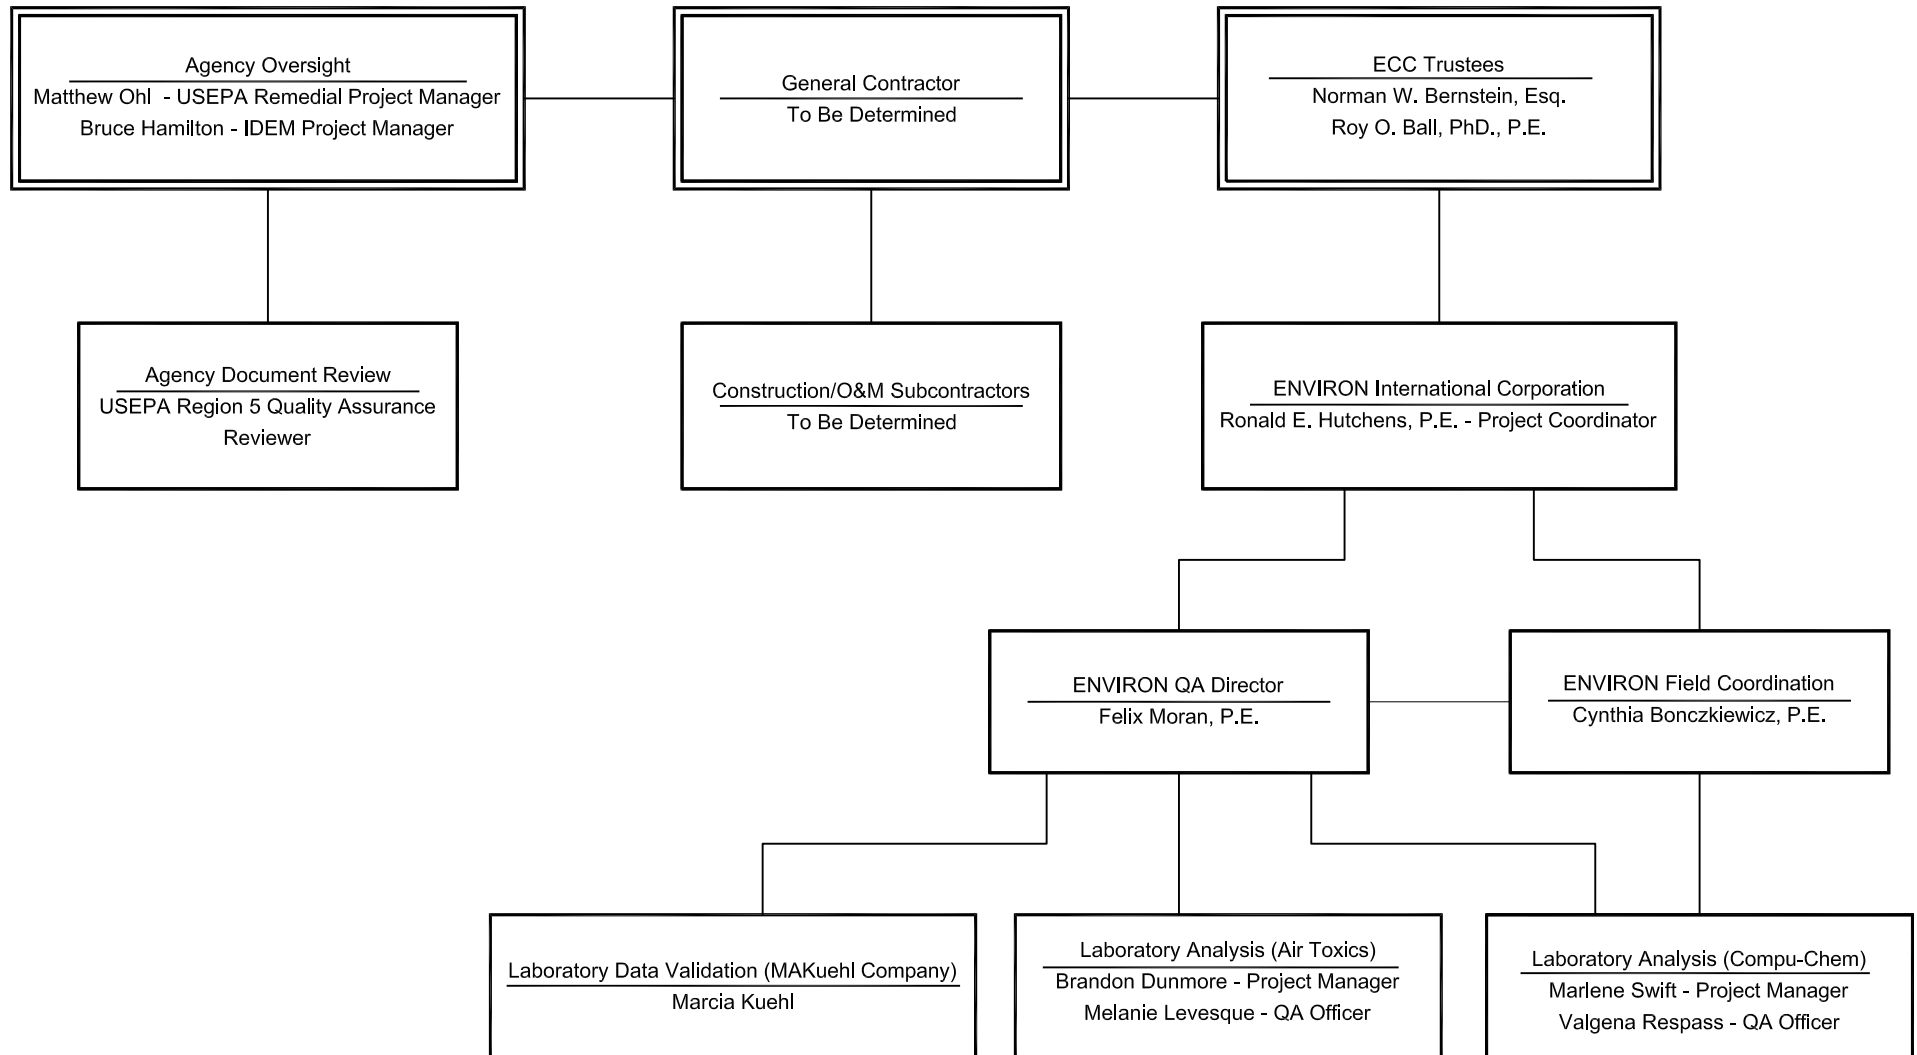 Agency Oversight
Matthew Ohl - USEPA Remedial Project Manager
Bruce Hamilton - IDEM Project Manager
General Contractor
To Be Determined
ECC Trustees
Norman W. Bernstein, Esq.
Roy O. Ball, PhD., P.E.
Agency Document Review
USEPA Region 5 Quality Assurance
Reviewer
Construction/O&M Subcontractors
To Be Determined
ENVIRON International Corporation
Ronald E. Hutchens, P.E. - Project Coordinator
ENVIRON QA Director
Felix Moran, P.E.
ENVIRON Field Coordination
Cynthia Bonczkiewicz, P.E.
Laboratory Data Validation (MAKuehl Company)
Marcia Kuehl
Laboratory Analysis (Air Toxics)
Brandon Dunmore - Project Manager
Melanie Levesque - QA Officer
Laboratory Analysis (Compu-Chem)
Marlene Swift - Project Manager
Valgena Respass - QA Officer